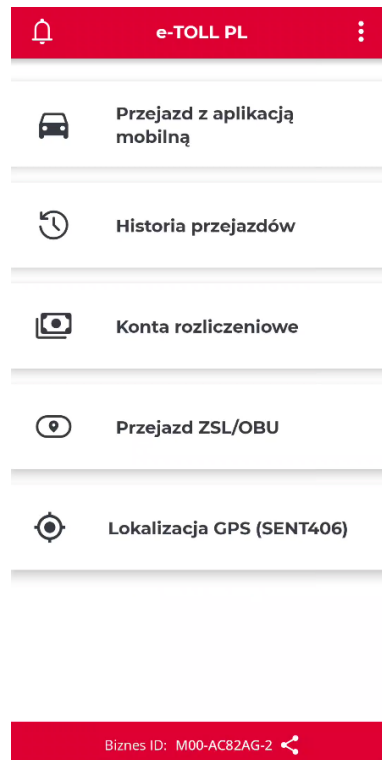 e-TOLL PL
Przejazd z aplikacją
mobilną
Historia przejazdów
Konta rozliczeniowe
Przejazd ZSL/OBU
Lokalizacja GPS (SENT406)
Biznes ID: M00-AC82AG-2